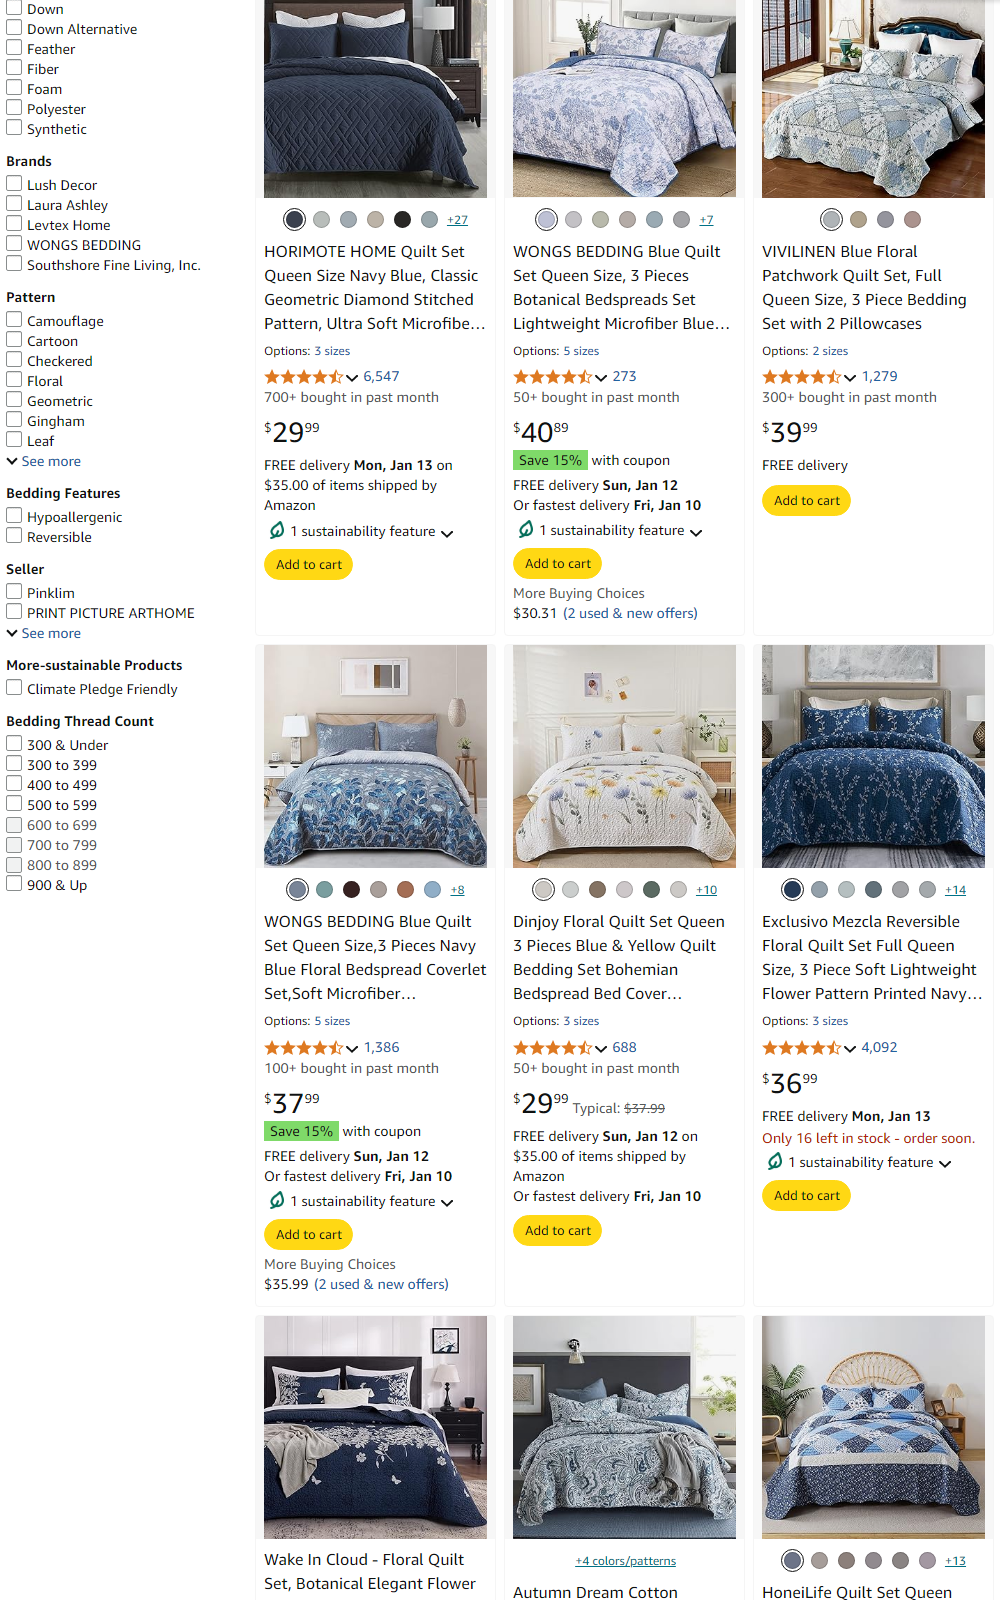 Down
Down Alternative
Feather
Fiber
Foam
Polyester
Synthetic
Brands
Lush Decor
Laura Ashley
Levtex Home
WONGS BEDDING
Southshore Fine Living, Inc.
Pattern
Camouflage
Cartoon
Checkered
Floral
Geometric
Gingham
Leaf
See more
Bedding Features
Hypoallergenic
Reversible
Seller
Pinklim
PRINT PICTURE ARTHOME
See more
More-sustainable Products
Climate Pledge Friendly
Bedding Thread Count
300 & Under
300 to 399
400 to 499
500 to 599
600 to 699
700 to 799
800 to 899
900 & Up
+27
HORIMOTE HOME Quilt Set
Queen Size Navy Blue, Classic
Geometric Diamond Stitched
Pattern, Ultra Soft Microfibe...
Options: 3 sizes
6,547
700+ bought in past month
$29.99
FREE delivery Mon, Jan 13 on
$35.00 of items shipped by
Amazon
1 sustainability feature
Add to cart
+7
WONGS BEDDING Blue Quilt
Set Queen Size, 3 Pieces
Botanical Bedspreads Set
Lightweight Microfiber Blue...
Options: 5 sizes
273
50+ bought in past month
$40.89
Save 15% with coupon
FREE delivery Sun, Jan 12
Or fastest delivery Fri, Jan 10
1 sustainability feature
Add to cart
More Buying Choices
$30.31 (2 used & new offers)
VIVILINEN Blue Floral
Patchwork Quilt Set, Full
Queen Size, 3 Piece Bedding
Set with 2 Pillowcases
Options: 2 sizes
1,279
300+ bought in past month
$39.99
FREE delivery
Add to cart
+8
WONGS BEDDING Blue Quilt
Set Queen Size,3 Pieces Navy
Blue Floral Bedspread Coverlet
Set,Soft Microfiber...
Options: 5 sizes
1,386
100+ bought in past month
$37.99
Save 15% with coupon
FREE delivery Sun, Jan 12
Or fastest delivery Fri, Jan 10
1 sustainability feature
Add to cart
More Buying Choices
$35.99 (2 used & new offers)
+10
Dinjoy Floral Quilt Set Queen
3 Pieces Blue & Yellow Quilt
Bedding Set Bohemian
Bedspread Bed Cover...
Options: 3 sizes
688
50+ bought in past month
$29.99 Typical: $37.99
FREE delivery Sun, Jan 12 on
$35.00 of items shipped by
Amazon
Or fastest delivery Fri, Jan 10
Add to cart
+14
Exclusivo Mezcla Reversible
Floral Quilt Set Full Queen
Size, 3 Piece Soft Lightweight
Flower Pattern Printed Navy...
Options: 3 sizes
4,092
$36.99
FREE delivery Mon, Jan 13
Only 16 left in stock - order soon.
1 sustainability feature
Add to cart
Wake In Cloud - Floral Quilt
Set, Botanical Elegant Flower
+4 colors/patterns
Autumn Dream Cotton
+13
HoneiLife Quilt Set Queen